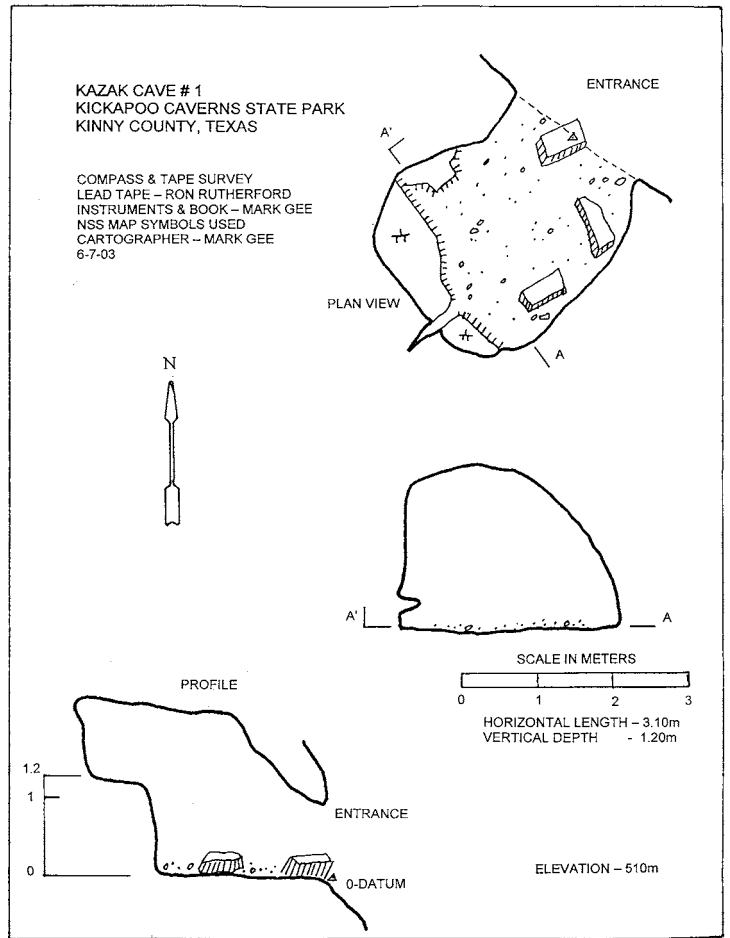 KAZAK CAVE # 1
KICKAPOO CAVERNS STATE PARK
KINNY COUNTY, TEXAS
COMPASS & TAPE SURVEY
LEAD TAPE – RON RUTHERFORD
INSTRUMENTS & BOOK – MARK GEE
NSS MAP SYMBOLS USED
CARTOGRAPHER – MARK GEE
6-7-03
ENTRANCE
A'
PLAN VIEW
A
N
A'
A
SCALE IN METERS
0 1 2 3
HORIZONTAL LENGTH – 3.10m
VERTICAL DEPTH - 1.20m
PROFILE
1.2
1
0
ENTRANCE
0-DATUM
ELEVATION – 510m